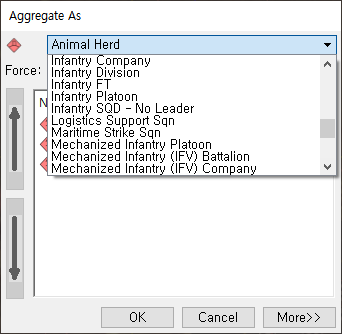 Aggregate As
Animal Herd
Infantry Company
Infantry Division
Infantry FT
Infantry Platoon
Infantry SQD - No Leader
Logistics Support Sqn
Maritime Strike Sqn
Mechanized Infantry Platoon
Mechanized Infantry (IFV) Battalion
Mechanized Infantry (IFV) Company
Force:
OK
Cancel
More>>